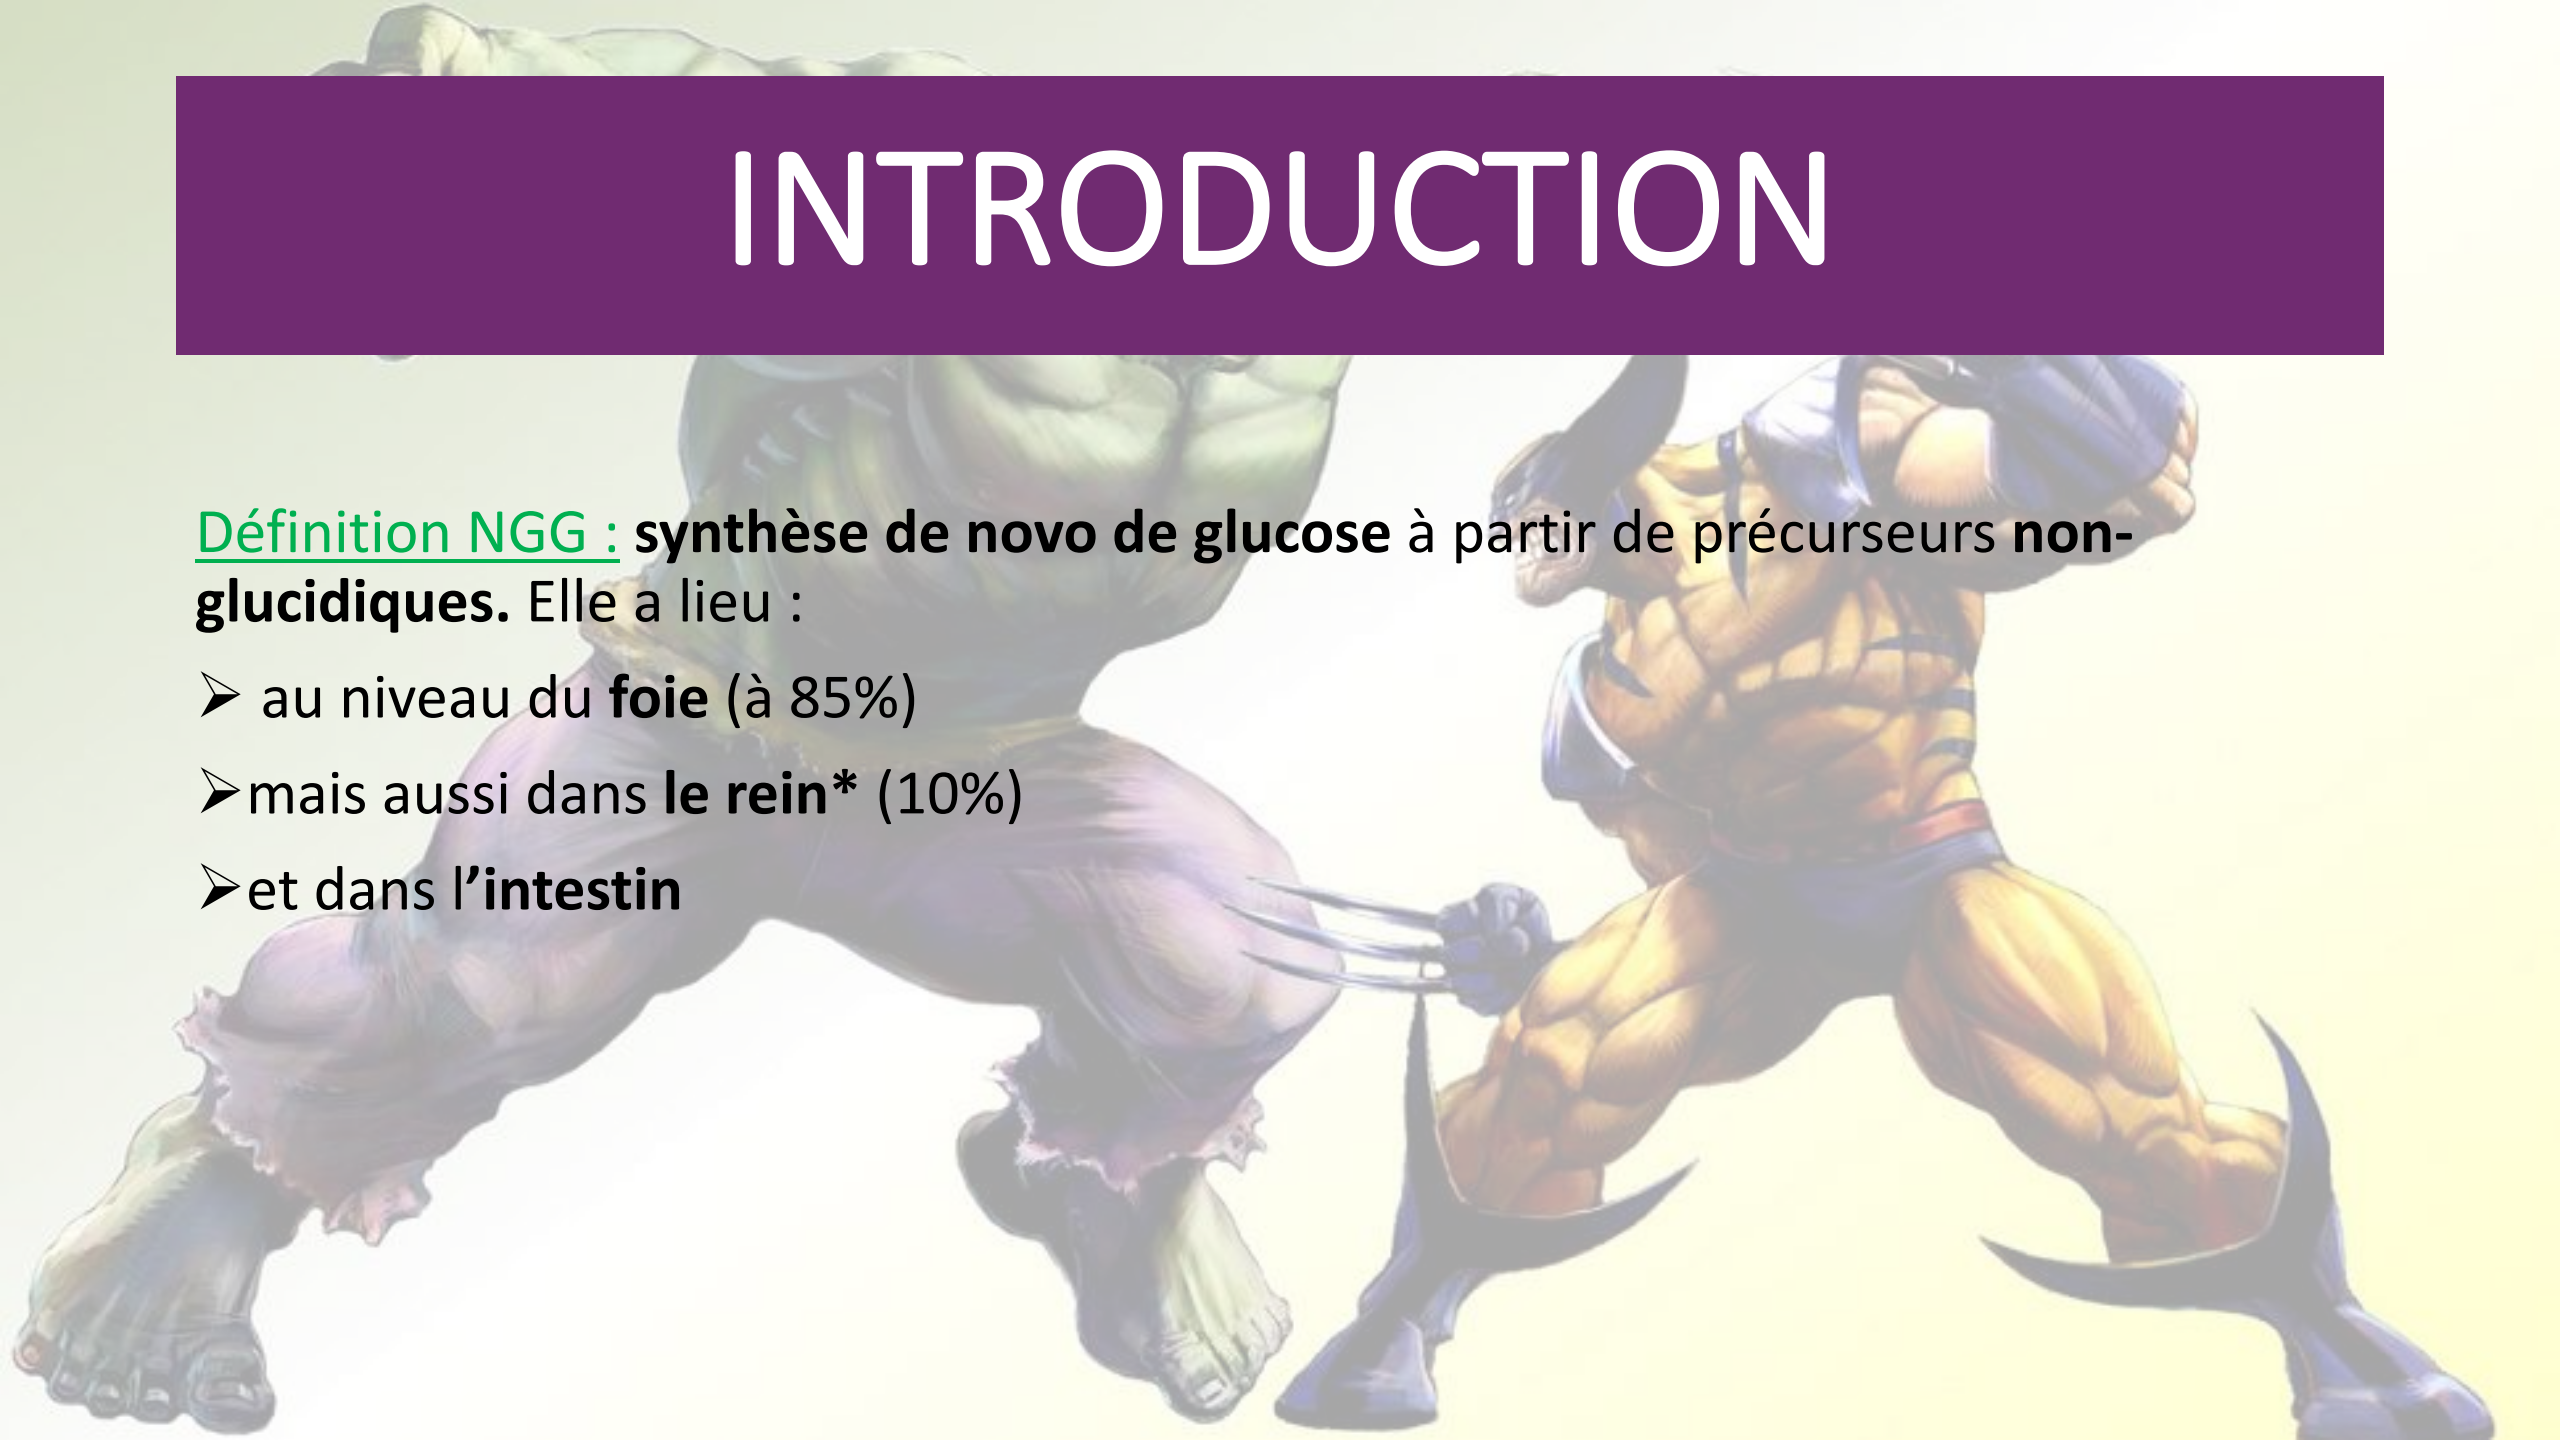 INTRODUCTION
Définition NGG : synthèse de novo de glucose à partir de précurseurs non-
glucidiques. Elle a lieu :
➢ au niveau du foie (à 85%)
➢mais aussi dans le rein* (10%)
➢et dans l’intestin